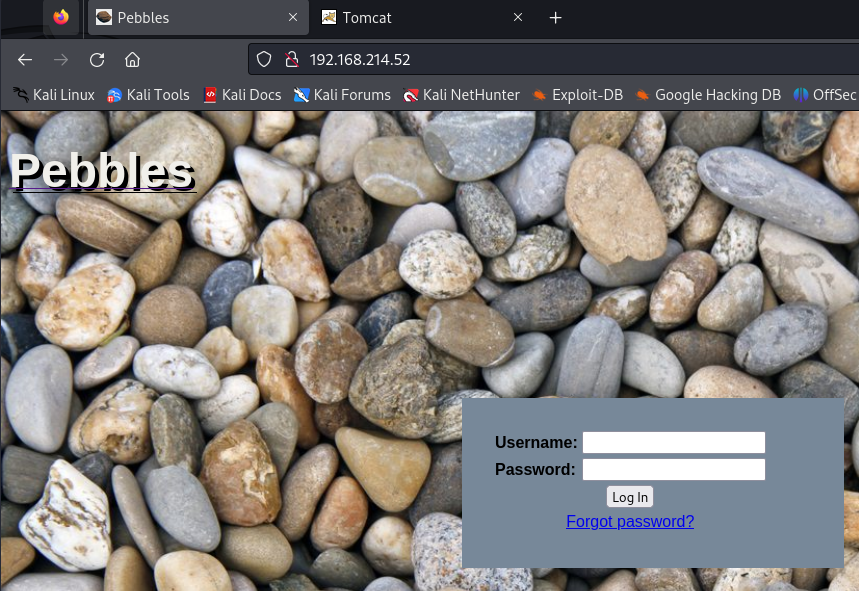 Pebbles
Tomcat
192.168.214.52
Kali Linux Kali Tools Kali Docs Kali Forums Kali NetHunter Exploit-DB Google Hacking DB OffSec
Pebbles
Username:
Password:
Log In
Forgot password?